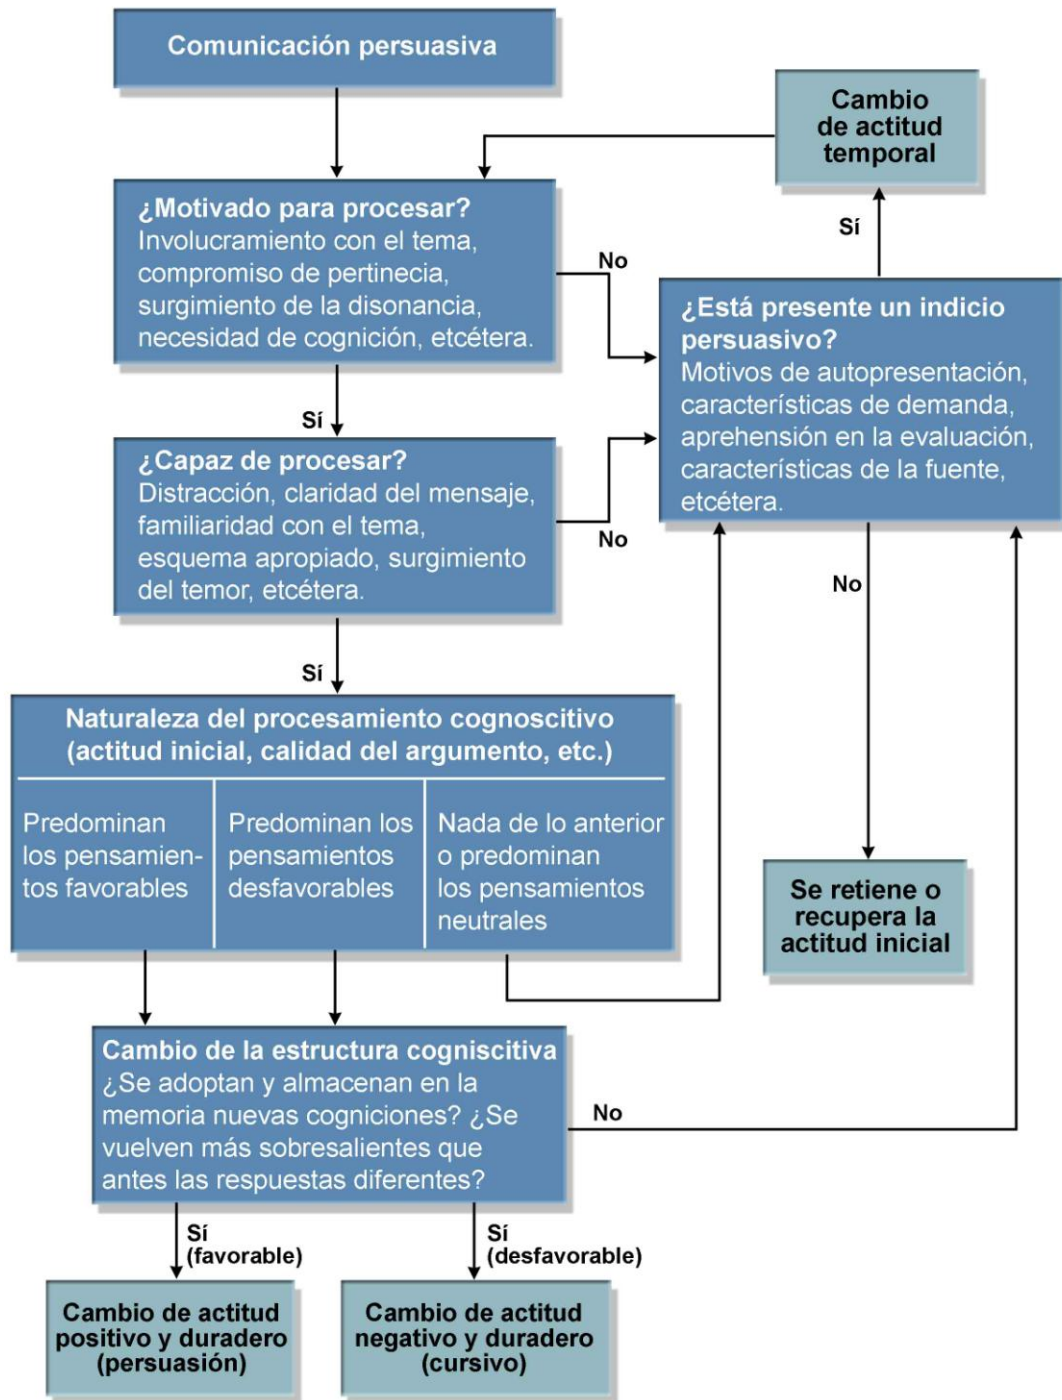 Comunicación persuasiva
Cambio
de actitud
temporal
¿Motivado para procesar?
Involucramiento con el tema,
compromiso de pertinecia,
surgimiento de la disonancia,
necesidad de cognición, etcétera.
No
Sí
Sí
¿Está presente un indicio
persuasivo?
Motivos de autopresentación,
características de demanda,
aprehensión en la evaluación,
características de la fuente,
etcétera.
¿Capaz de procesar?
Distracción, claridad del mensaje,
familiaridad con el tema,
esquema apropiado, surgimiento
del temor, etcétera.
No
No
Sí
Naturaleza del procesamiento cognoscitivo
(actitud inicial, calidad del argumento, etc.)
Predominan
los pensamien-
tos favorables
Predominan los
pensamientos
desfavorables
Nada de lo anterior
o predominan
los pensamientos
neutrales
Se retiene o
recupera la
actitud inicial
Cambio de la estructura cogniscitiva
¿Se adoptan y almacenan en la
memoria nuevas cogniciones? ¿Se
vuelven más sobresalientes que
antes las respuestas diferentes?
No
Sí
(favorable)
Sí
(desfavorable)
Cambio de actitud
positivo y duradero
(persuasión)
Cambio de actitud
negativo y duradero
(cursivo)